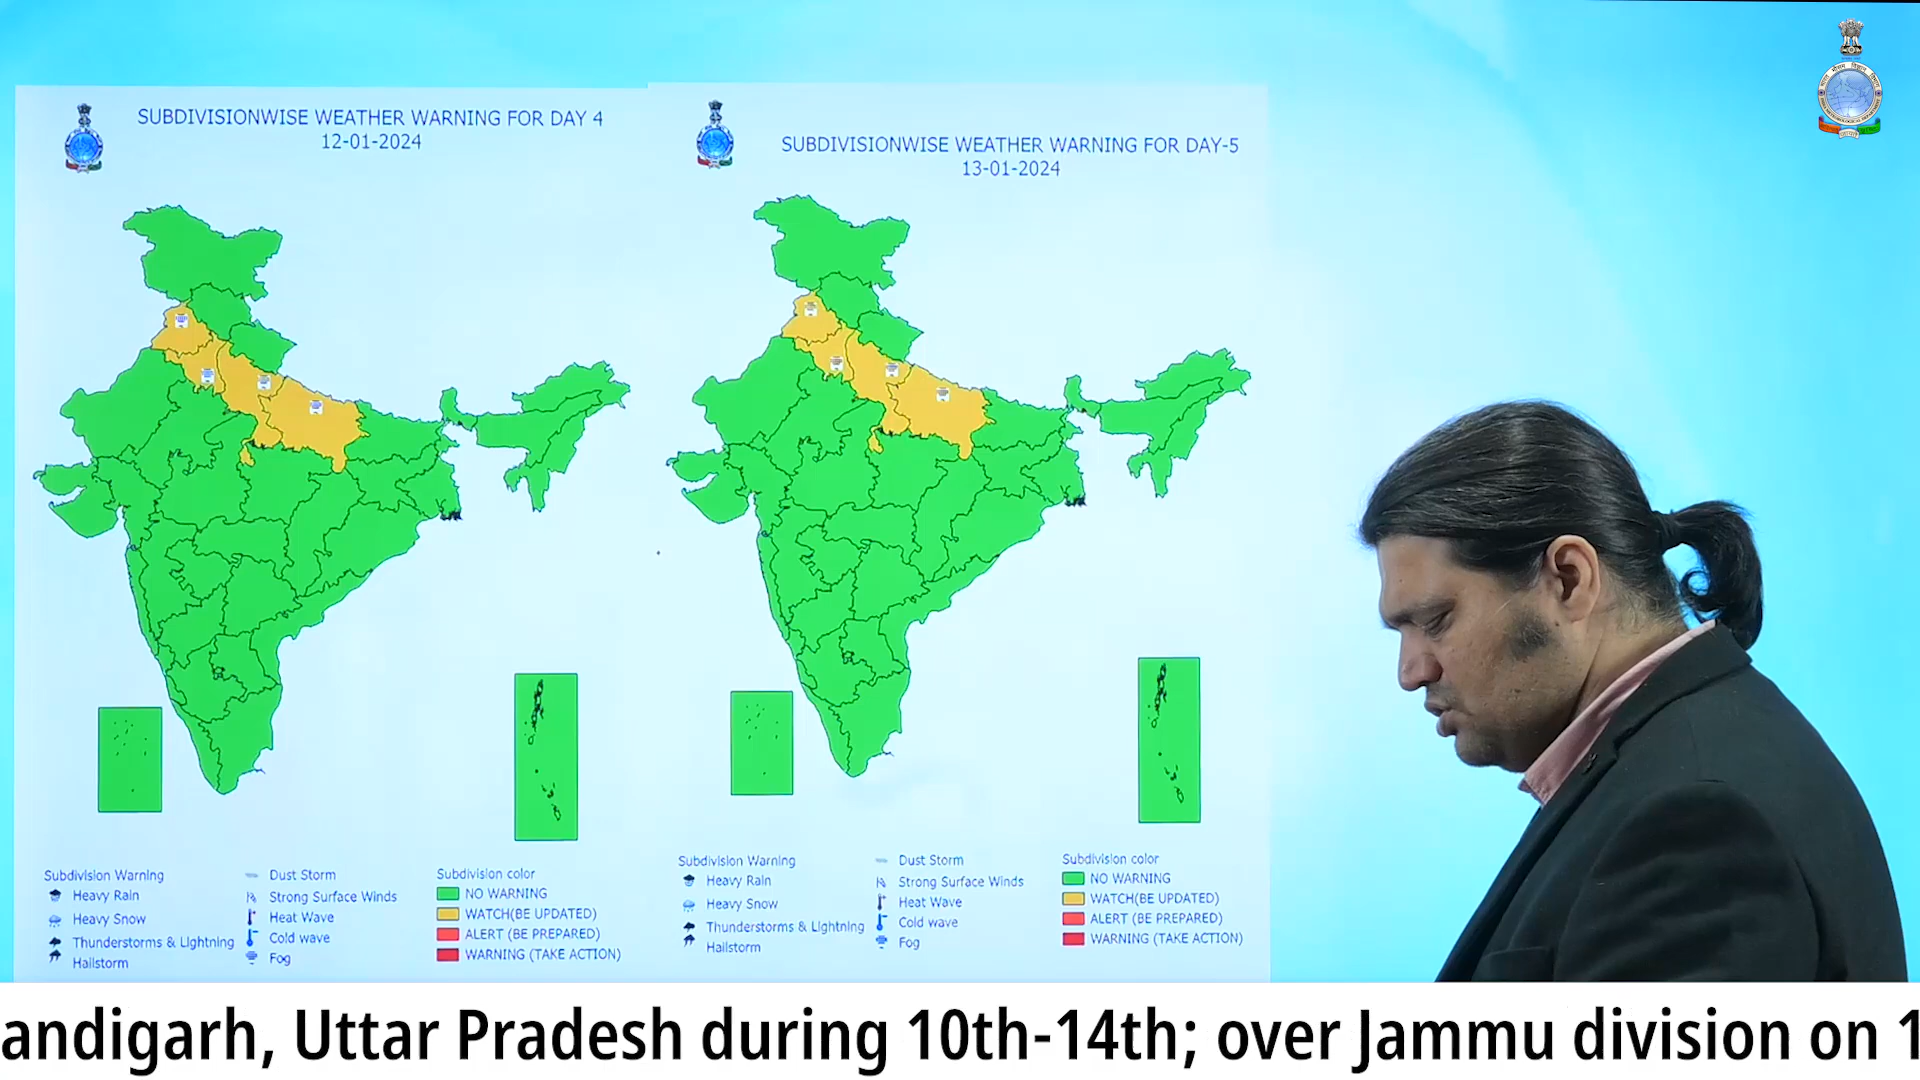 SUBDIVISIONWISE WEATHER WARNING FOR DAY 4
12-01-2024
SUBDIVISIONWISE WEATHER WARNING FOR DAY-5
13-01-2024
Subdivision Warning
Heavy Rain
Heavy Snow
Thunderstorms & Lightning
Hailstorm
Dust Storm
Strong Surface Winds
Heat Wave
Cold wave
Fog
Subdivision color
NO WARNING
WATCH(BE UPDATED)
ALERT (BE PREPARED)
WARNING (TAKE ACTION)
Subdivision Warning
Heavy Rain
Heavy Snow
Thunderstorms & Lightning
Hailstorm
Dust Storm
Strong Surface Winds
Heat Wave
Cold wave
Fog
Subdivision color
NO WARNING
WATCH(BE UPDATED)
ALERT (BE PREPARED)
WARNING (TAKE ACTION)
andigarh, Uttar Pradesh during 10th-14th; over Jammu division on 1